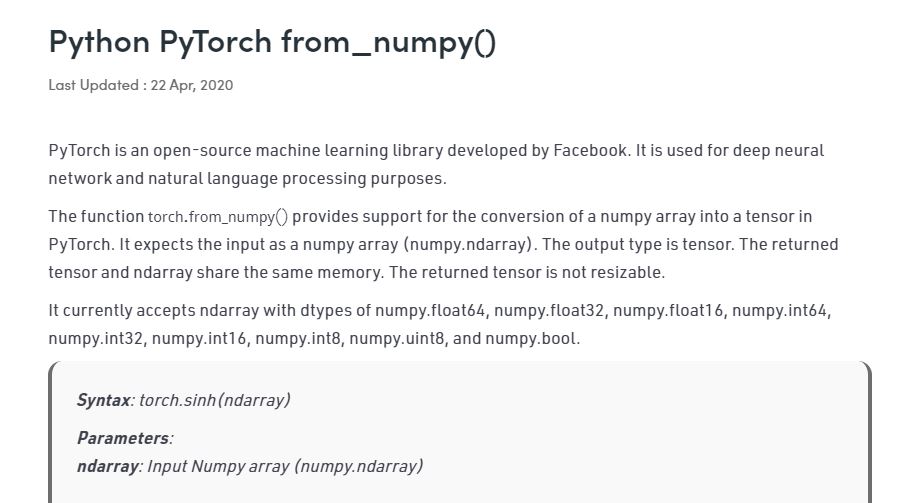 Python PyTorch from_numpy()
Last Updated : 22 Apr, 2020
PyTorch is an open-source machine learning library developed by Facebook. It is used for deep neural
network and natural language processing purposes.
The function torch.from_numpy() provides support for the conversion of a numpy array into a tensor in
PyTorch. It expects the input as a numpy array (numpy.ndarray). The output type is tensor. The returned
tensor and ndarray share the same memory. The returned tensor is not resizable.
It currently accepts ndarray with dtypes of numpy.float64, numpy.float32, numpy.float16, numpy.int64,
numpy.int32, numpy.int16, numpy.int8, numpy.uint8, and numpy.bool.
Syntax: torch.sinh(ndarray)
Parameters:
ndarray: Input Numpy array (numpy.ndarray)